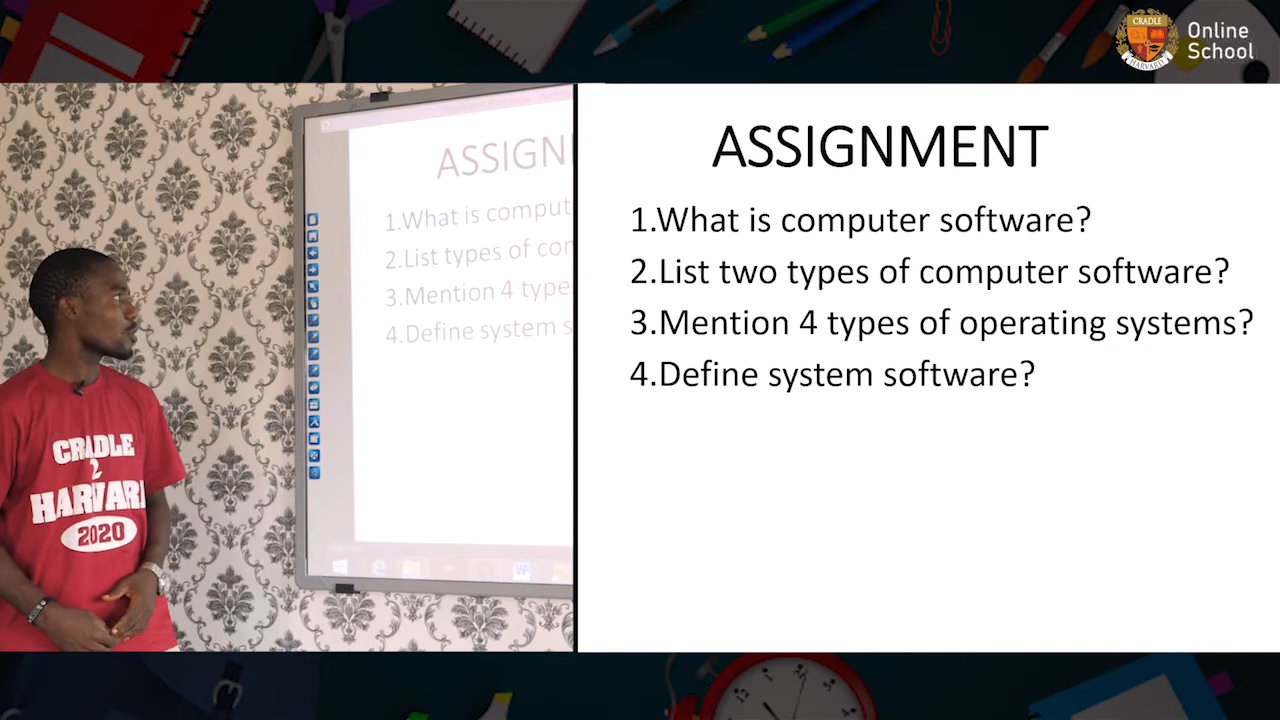 CRADLE
HARVARD
Online
School
ASSIGN
1.What is comput
2.List types of con
3.Mention 4 type
4.Define system s
CRADLE
2
HARVARD
2020
ASSIGNMENT
1.What is computer software?
2.List two types of computer software?
3.Mention 4 types of operating systems?
4.Define system software?